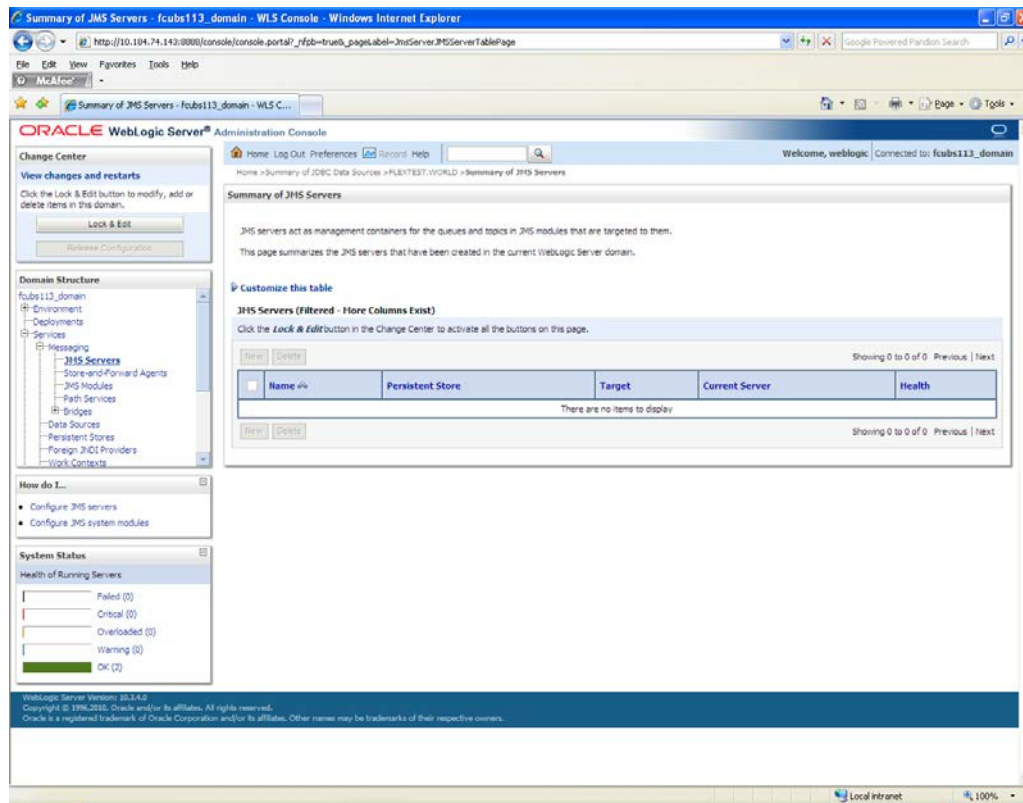 Summary of JMS Servers - fcubs113_domain - WLS Console - Windows Internet Explorer
http://10.184.74.143:8888/console/console.portal?_nfpb=true&_pageLabel=JmsServerJMSServerTablePage
Google Powered Pandion Search
File Edit View Favorites Tools Help
McAfee
Summary of JMS Servers - fcubs113_domain - WLS C...
Page Tools
ORACLE WebLogic Server® Administration Console
Change Center
View changes and restarts
Click the Lock & Edit button to modify, add or
delete items in this domain.
Lock & Edit
Release Configuration
Domain Structure
fcubs113_domain
Environment
Deployments
Services
Messaging
JMS Servers
Store-and-Forward Agents
JMS Modules
Path Services
Bridges
Data Sources
Persistent Stores
Foreign JNDI Providers
Work Contexts
How do I...
Configure JMS servers
Configure JMS system modules
System Status
Health of Running Servers
Failed (0)
Critical (0)
Overloaded (0)
Warning (0)
OK (2)
Home Log Out Preferences Record Help
Welcome, weblogic Connected to: fcubs113_domain
Home >Summary of JDBC Data Sources >FLEXTEST.WORLD >Summary of JMS Servers
Summary of JMS Servers
JMS servers act as management containers for the queues and topics in JMS modules that are targeted to them.
This page summarizes the JMS servers that have been created in the current WebLogic Server domain.
Customize this table
JMS Servers (Filtered - More Columns Exist)
Click the Lock & Edit button in the Change Center to activate all the buttons on this page.
New Delete Showing 0 to 0 of 0 Previous | Next
Name Persistent Store Target Current Server Health
There are no items to display
New Delete Showing 0 to 0 of 0 Previous | Next
WebLogic Server Version: 10.3.4.0
Copyright © 1996,2010, Oracle and/or its affiliates. All rights reserved.
Oracle is a registered trademark of Oracle Corporation and/or its affiliates. Other names may be trademarks of their respective owners.
Local intranet 100%